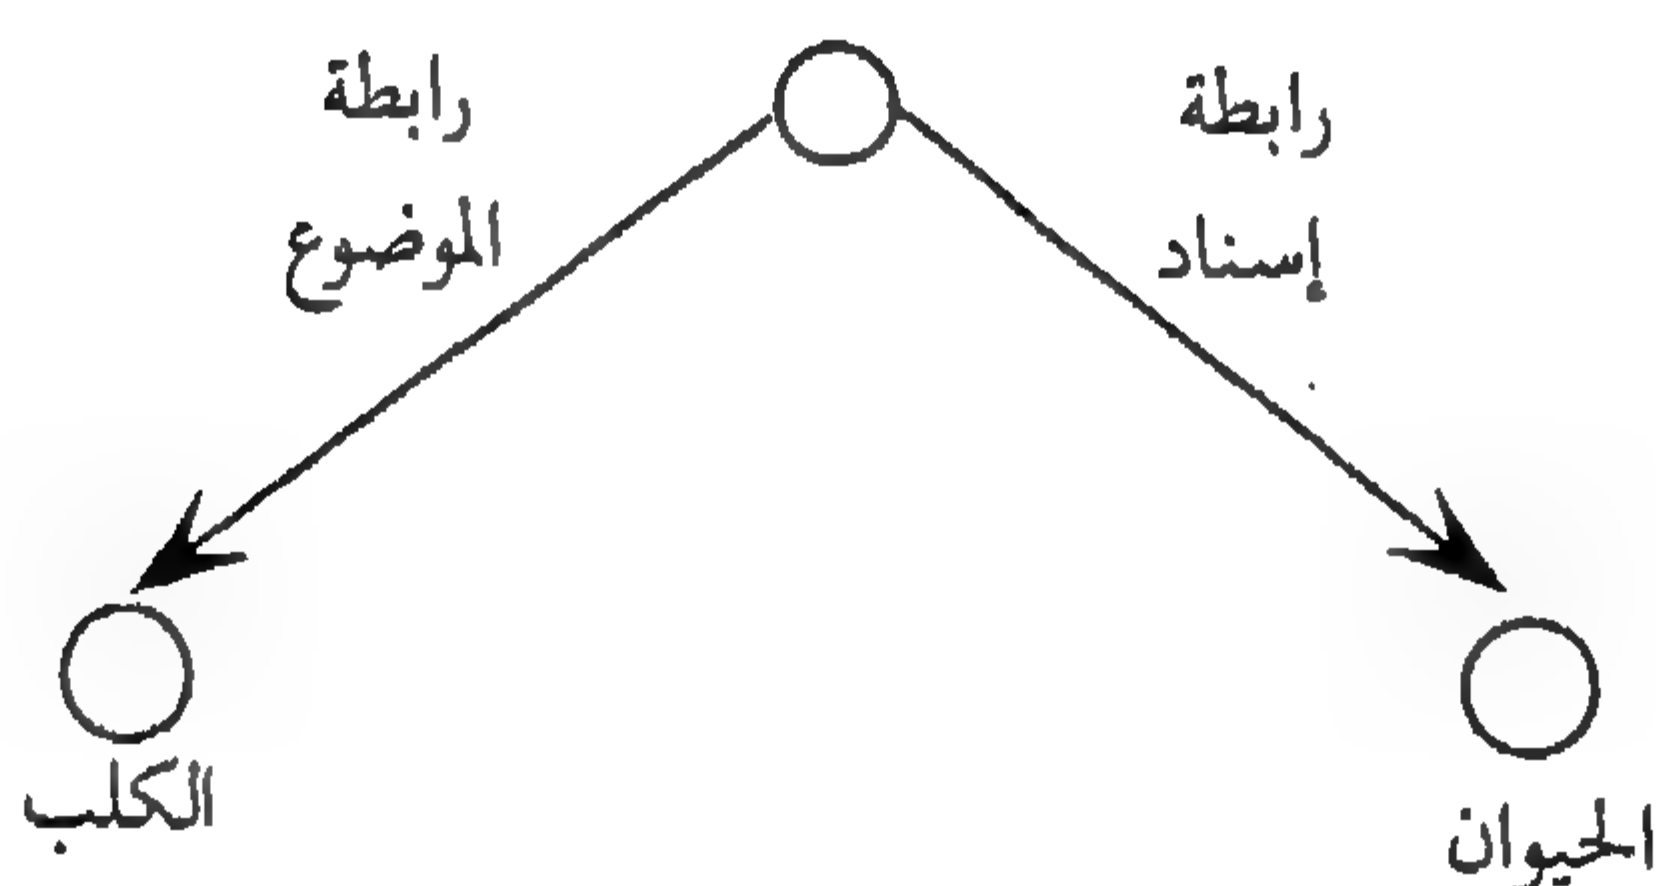 رابطة
إسناد
رابطة
الموضوع
الحيوان
الكلب